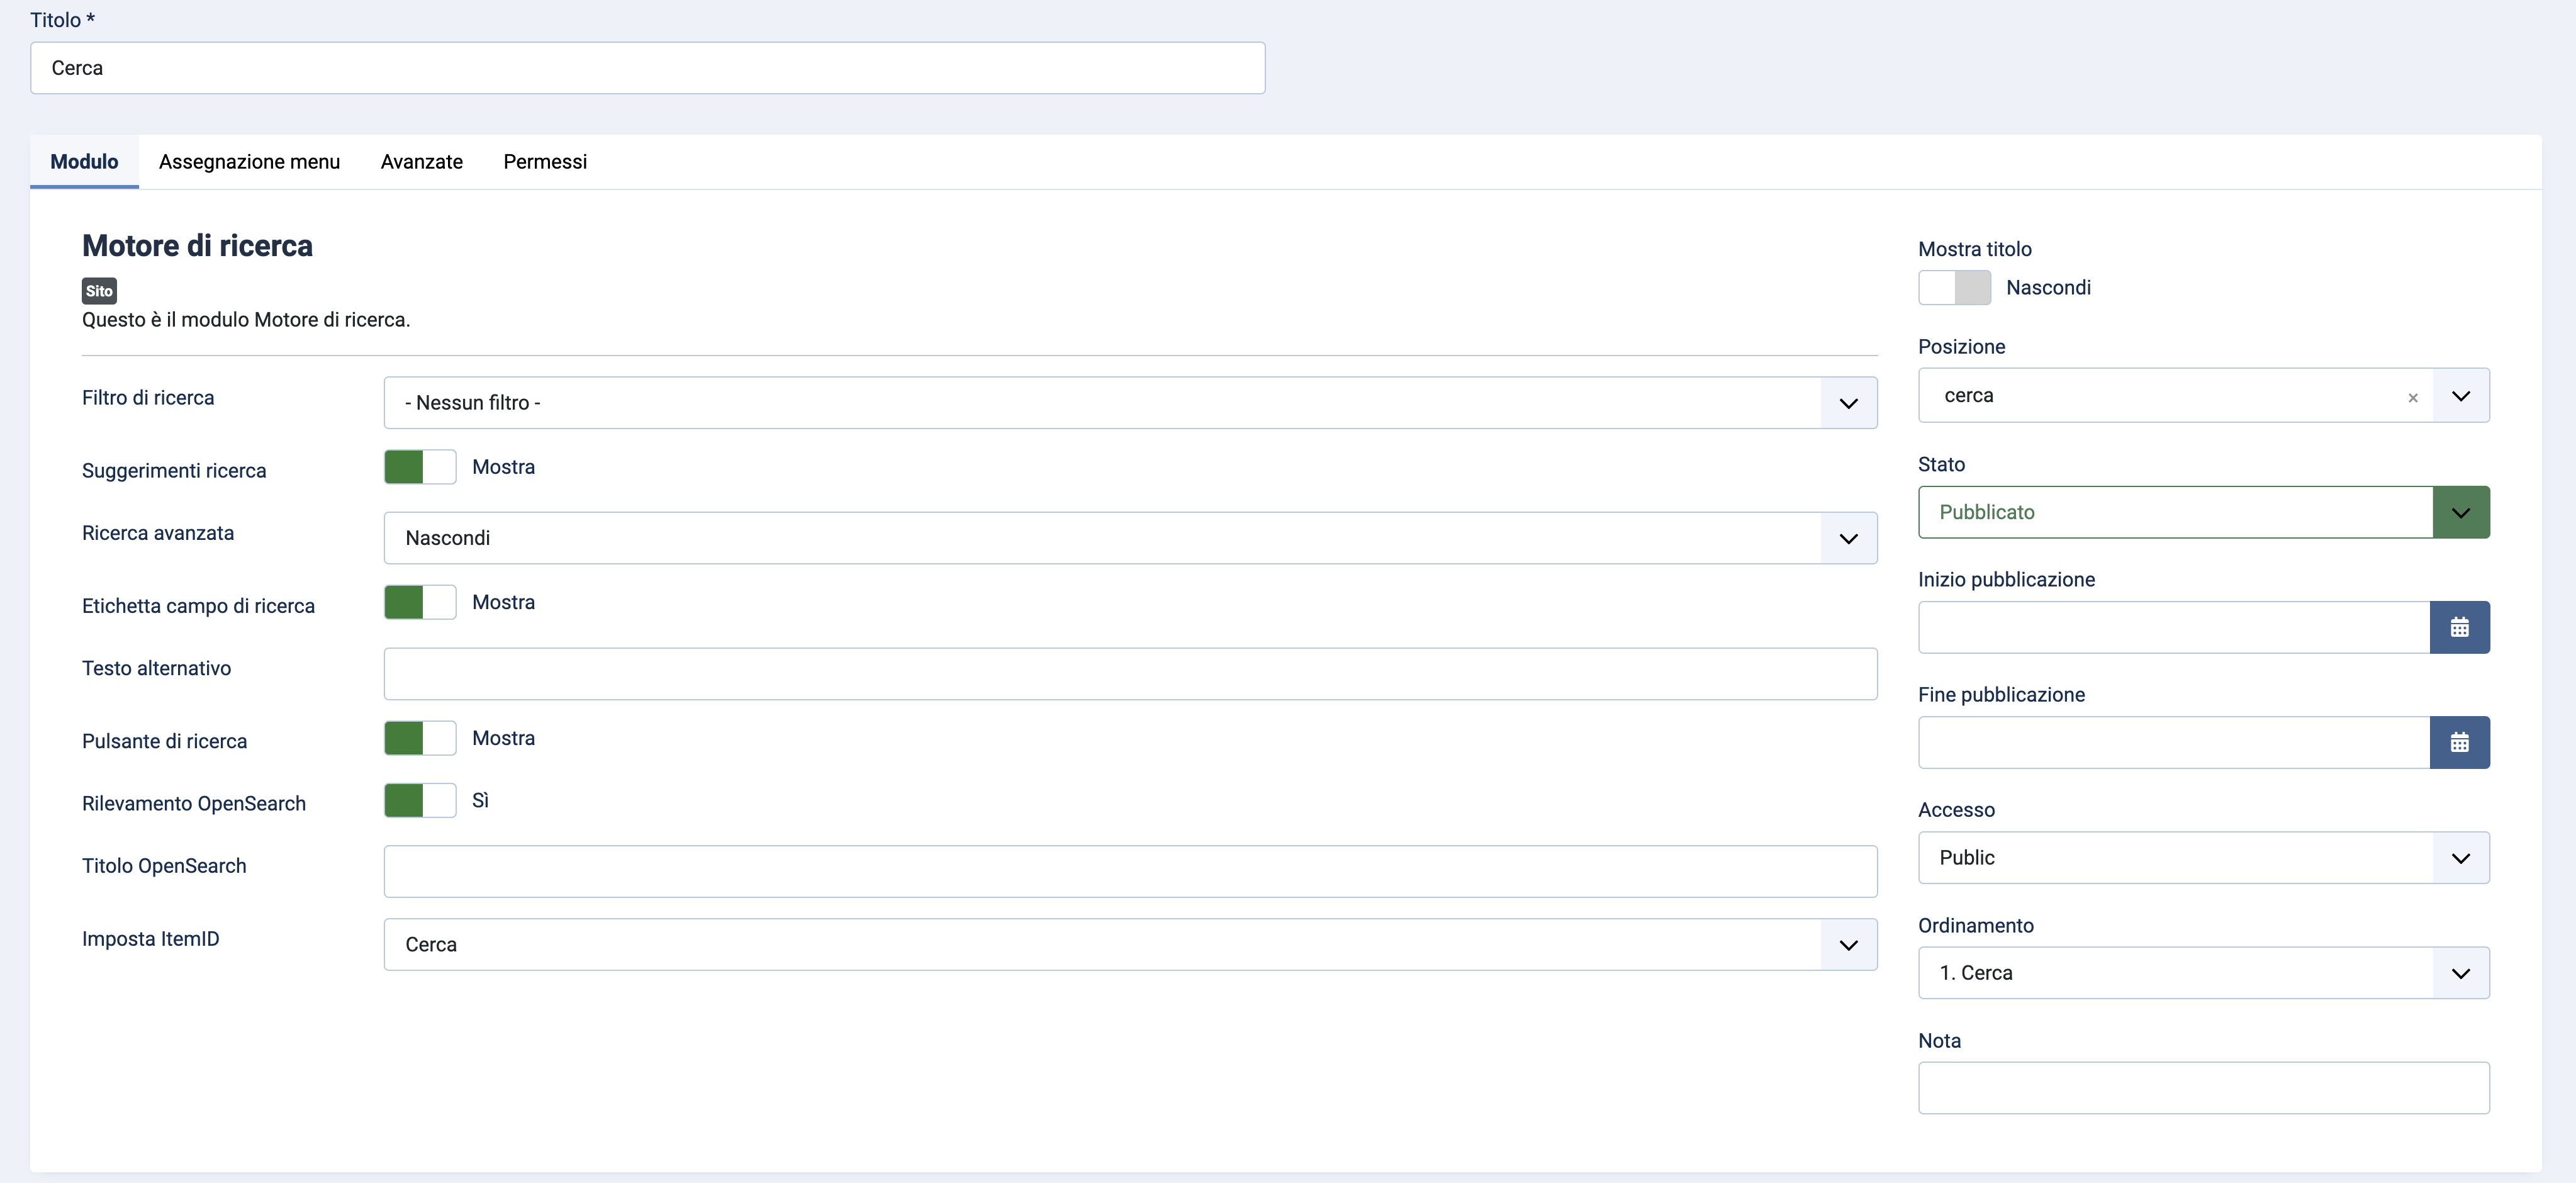 Titolo *
Cerca
Modulo
Assegnazione menu
Avanzate
Permessi
Motore di ricerca
Sito
Questo è il modulo Motore di ricerca.
Filtro di ricerca
- Nessun filtro -
Suggerimenti ricerca
Mostra
Ricerca avanzata
Nascondi
Etichetta campo di ricerca
Mostra
Testo alternativo
Pulsante di ricerca
Mostra
Rilevamento OpenSearch
Sì
Titolo OpenSearch
Imposta ItemID
Cerca
Mostra titolo
Nascondi
Posizione
cerca
×
Stato
Pubblicato
Inizio pubblicazione
Fine pubblicazione
Accesso
Public
Ordinamento
1. Cerca
Nota